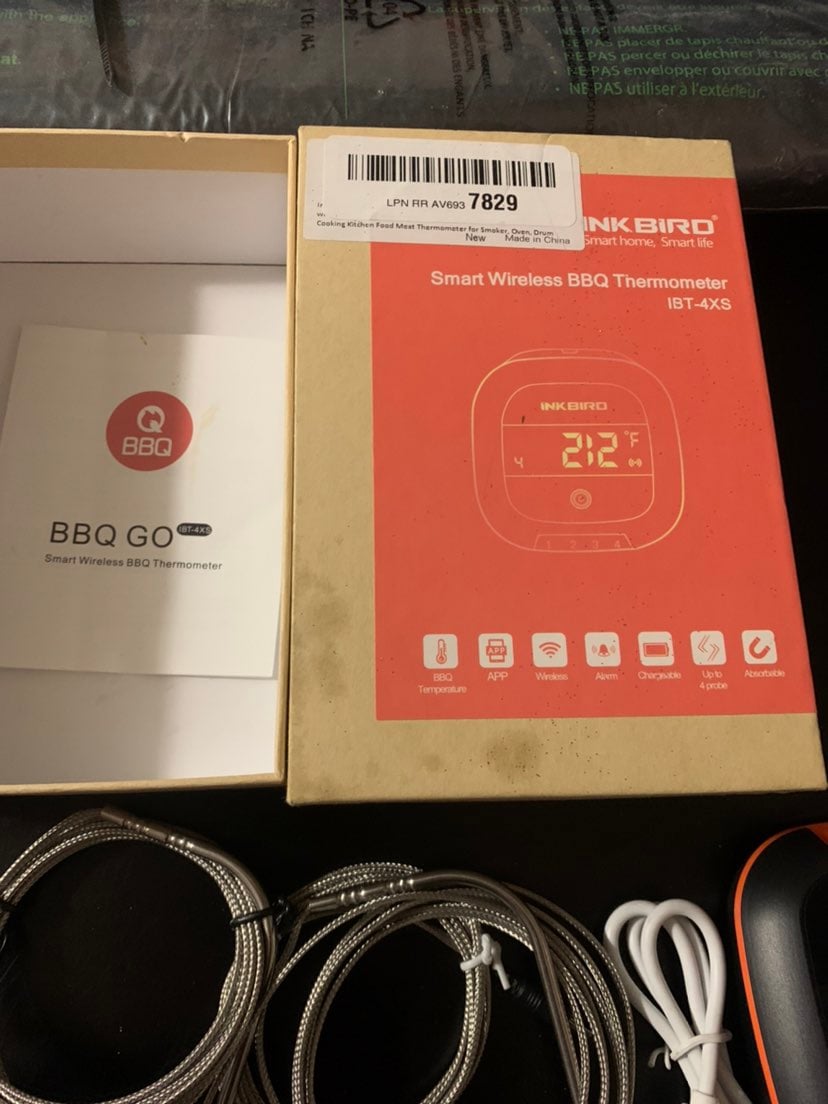 with the app
at.
NE PAS IMMERGR
NE PAS placer de tapis chauffant ou d
NE PAS percer ou déchirer le tapis ch
NE PAS envelopper ou couvrir avec
NE PAS utiliser à l'extérieur.
LPN RR AV693 7829
Cooking Kitchen Food Meat Thermometer for Smoker, Oven, Drum
New Made in China
INKBIRD®
Smart home, Smart life
Smart Wireless BBQ Thermometer
IBT-4XS
INKBIRD
4 212 °F
1 2 3 4
BBQ Temperature
APP
APP
Wireless
Alarm
Chargeable
Up to 4 probe
Absorbable
BBQ
BBQ GO IBT-4XS
Smart Wireless BBQ Thermometer